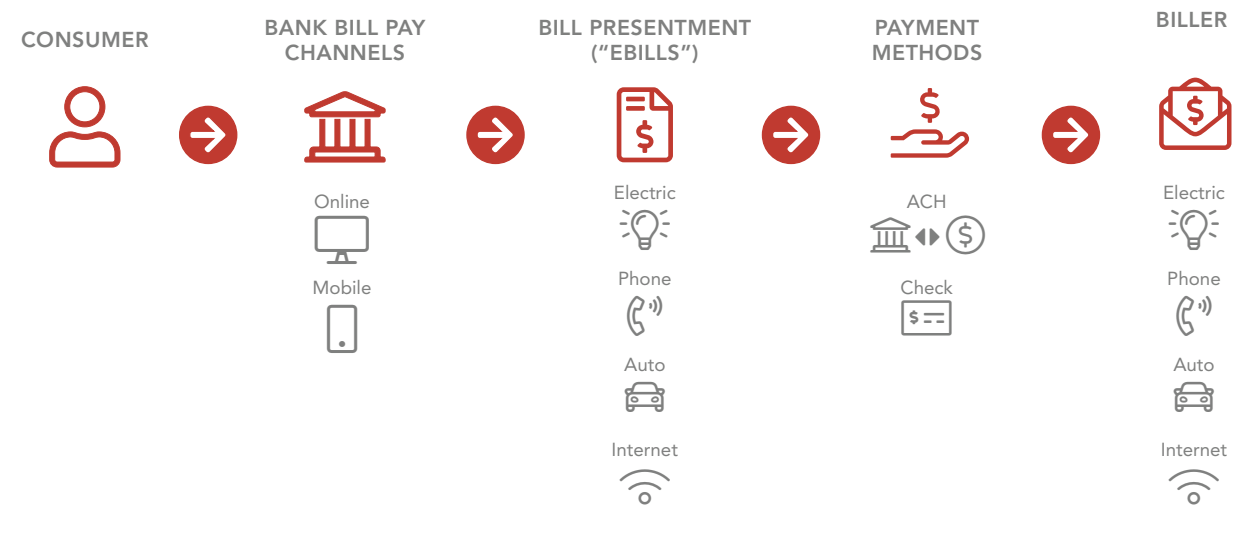 CONSUMER
BANK BILL PAY
CHANNELS
Online
Mobile
BILL PRESENTMENT
(”EBILLS”)
Electric
Phone
Auto
Internet
PAYMENT
METHODS
ACH
Check
BILLER
Electric
Phone
Auto
Internet